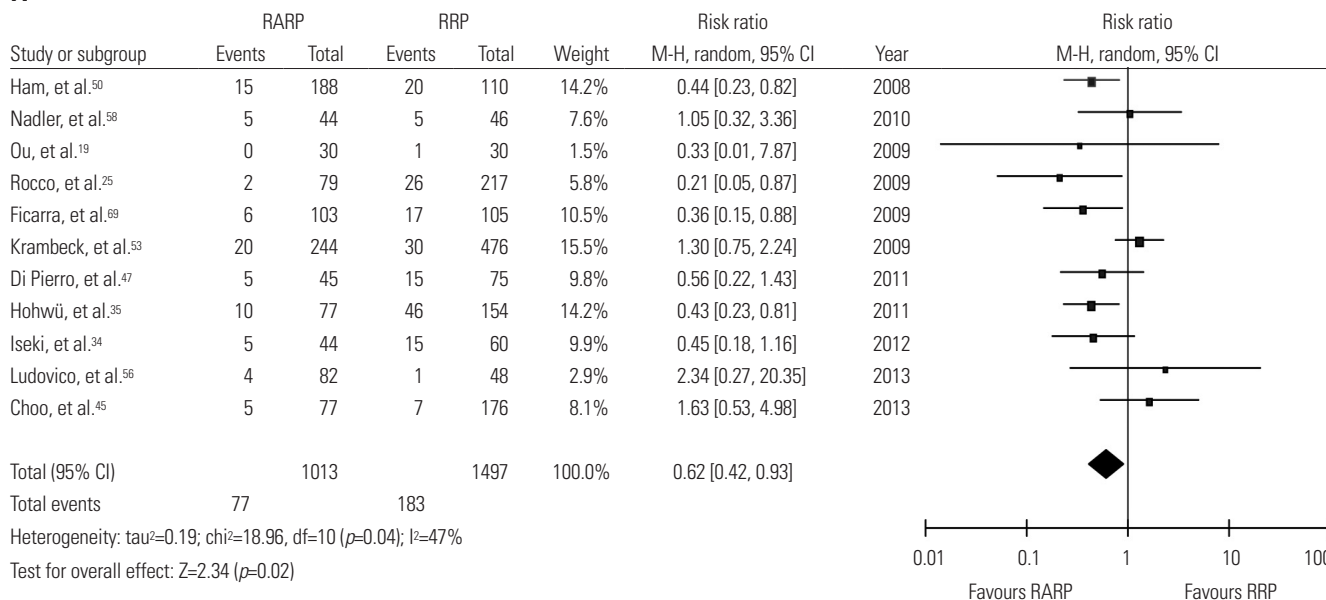 RARP RRP Risk ratio Risk ratio
Study or subgroup Events Total Events Total Weight M-H, random, 95% CI Year M-H, random, 95% CI
Ham, et al.⁵⁰ 15 188 20 110 14.2% 0.44 [0.23, 0.82] 2008
Nadler, et al.⁵⁸ 5 44 5 46 7.6% 1.05 [0.32, 3.36] 2010
Ou, et al.¹⁹ 0 30 1 30 1.5% 0.33 [0.01, 7.87] 2009
Rocco, et al.²⁵ 2 79 26 217 5.8% 0.21 [0.05, 0.87] 2009
Ficarra, et al.⁶⁹ 6 103 17 105 10.5% 0.36 [0.15, 0.88] 2009
Krambeck, et al.⁵³ 20 244 30 476 15.5% 1.30 [0.75, 2.24] 2009
Di Pierro, et al.⁴⁷ 5 45 15 75 9.8% 0.56 [0.22, 1.43] 2011
Hohwü, et al.³⁵ 10 77 46 154 14.2% 0.43 [0.23, 0.81] 2011
Iseki, et al.³⁴ 5 44 15 60 9.9% 0.45 [0.18, 1.16] 2012
Ludovico, et al.⁵⁶ 4 82 1 48 2.9% 2.34 [0.27, 20.35] 2013
Choo, et al.⁴⁵ 5 77 7 176 8.1% 1.63 [0.53, 4.98] 2013
Total (95% CI) 1013 1497 100.0% 0.62 [0.42, 0.93]
Total events 77 183
Heterogeneity: tau²=0.19; chi²=18.96, df=10 (p=0.04); I²=47%
Test for overall effect: Z=2.34 (p=0.02)
0.01 0.1 1 10 100
Favours RARP Favours RRP